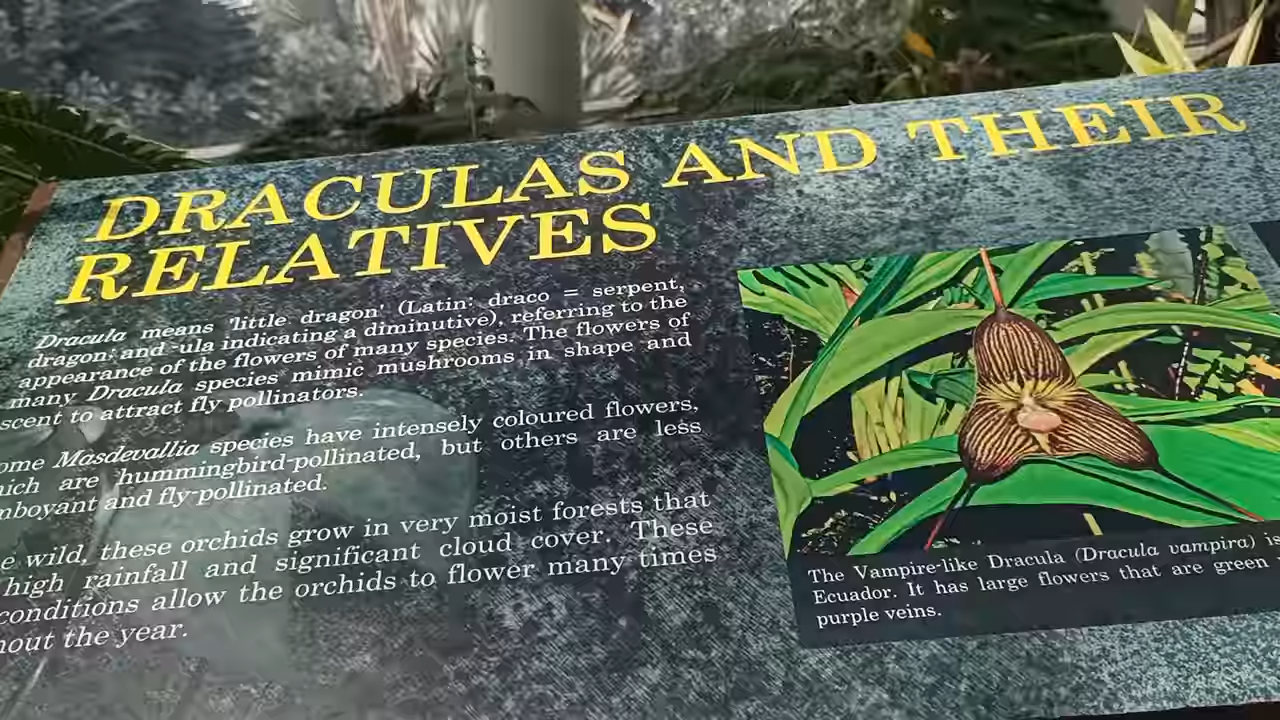 DRACULAS AND THEIR
RELATIVES
Dracula means 'little dragon' (Latin: draco = serpent,
dragon: and -ula indicating a diminutive), referring to the
appearance of the flowers of many species. The flowers of
many Dracula species mimic mushrooms in shape and
scent to attract fly pollinators.
ome Masdevallia species have intensely coloured flowers,
ich are hummingbird-pollinated, but others are less
mboyant and fly-pollinated.
e wild, these orchids grow in very moist forests that
high rainfall and significant cloud cover. These
conditions allow the orchids to flower many times
hout the year.
The Vampire-like Dracula (Dracula vampira) is
Ecuador. It has large flowers that are green
purple veins.